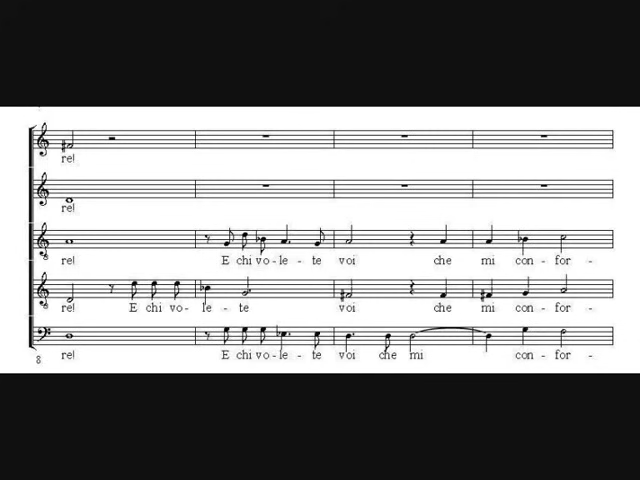 re!
re!
re! E chi vo- le- te voi che mi con- for-
re! E chi vo- le- te voi che mi con- for-
re! E chi vo- le- te voi che mi con- for-
8